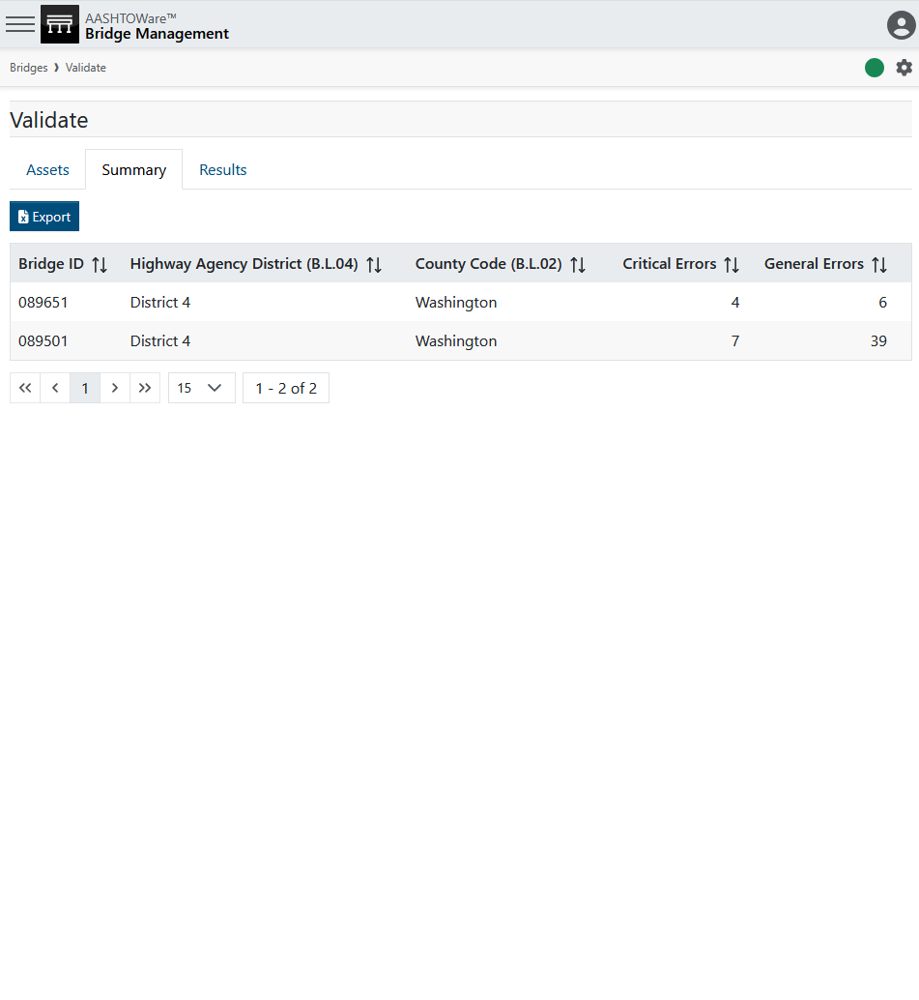 AASHTOWare™
Bridge Management
Bridges ❯ Validate
Validate
Assets Summary Results
Export
Bridge ID Highway Agency District (B.L.04) County Code (B.L.02) Critical Errors General Errors
089651 District 4 Washington 4 6
089501 District 4 Washington 7 39
1 15 1 - 2 of 2